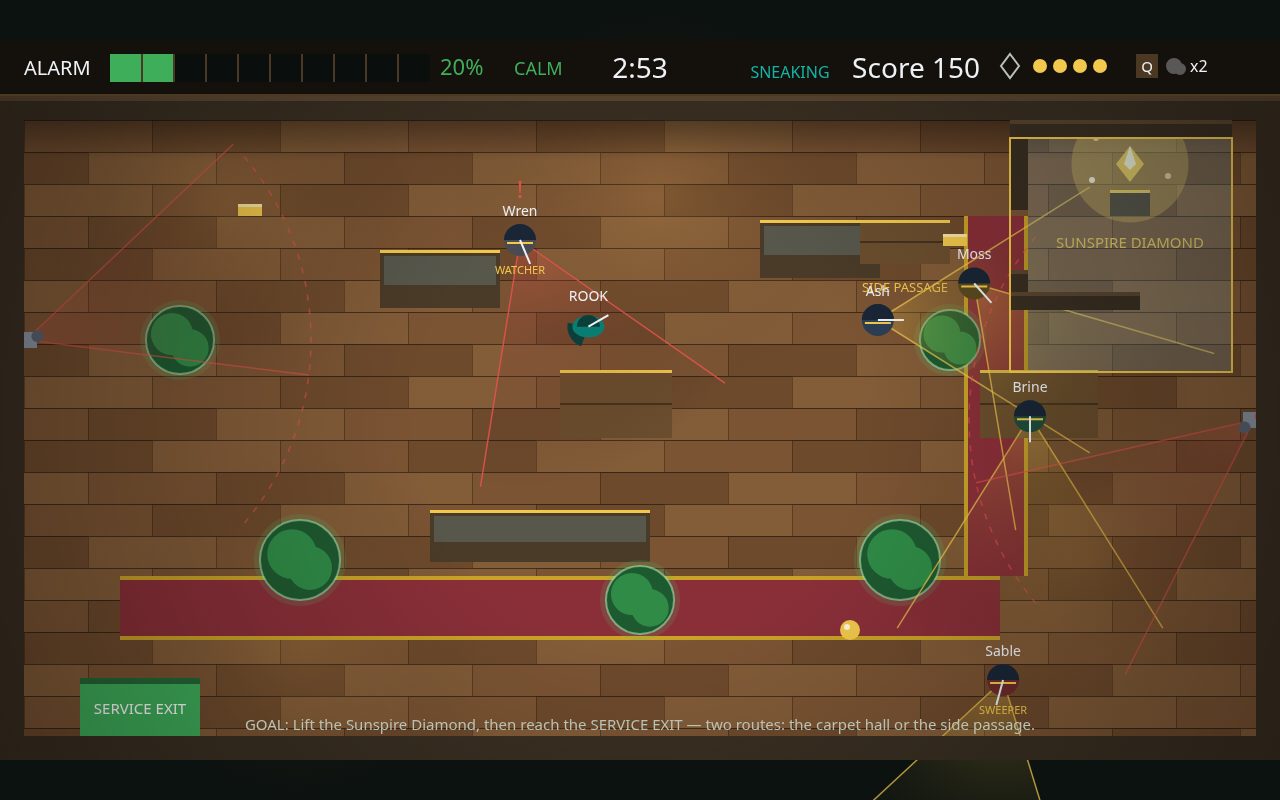 ALARM 20% CALM 2:53 SNEAKING Score 150 Q x2
!
Wren
WATCHER
ROOK
SUNSPIRE DIAMOND
Moss
SIDE PASSAGE
Ash
Brine
Sable
SWEEPER
SERVICE EXIT
GOAL: Lift the Sunspire Diamond, then reach the SERVICE EXIT — two routes: the carpet hall or the side passage.